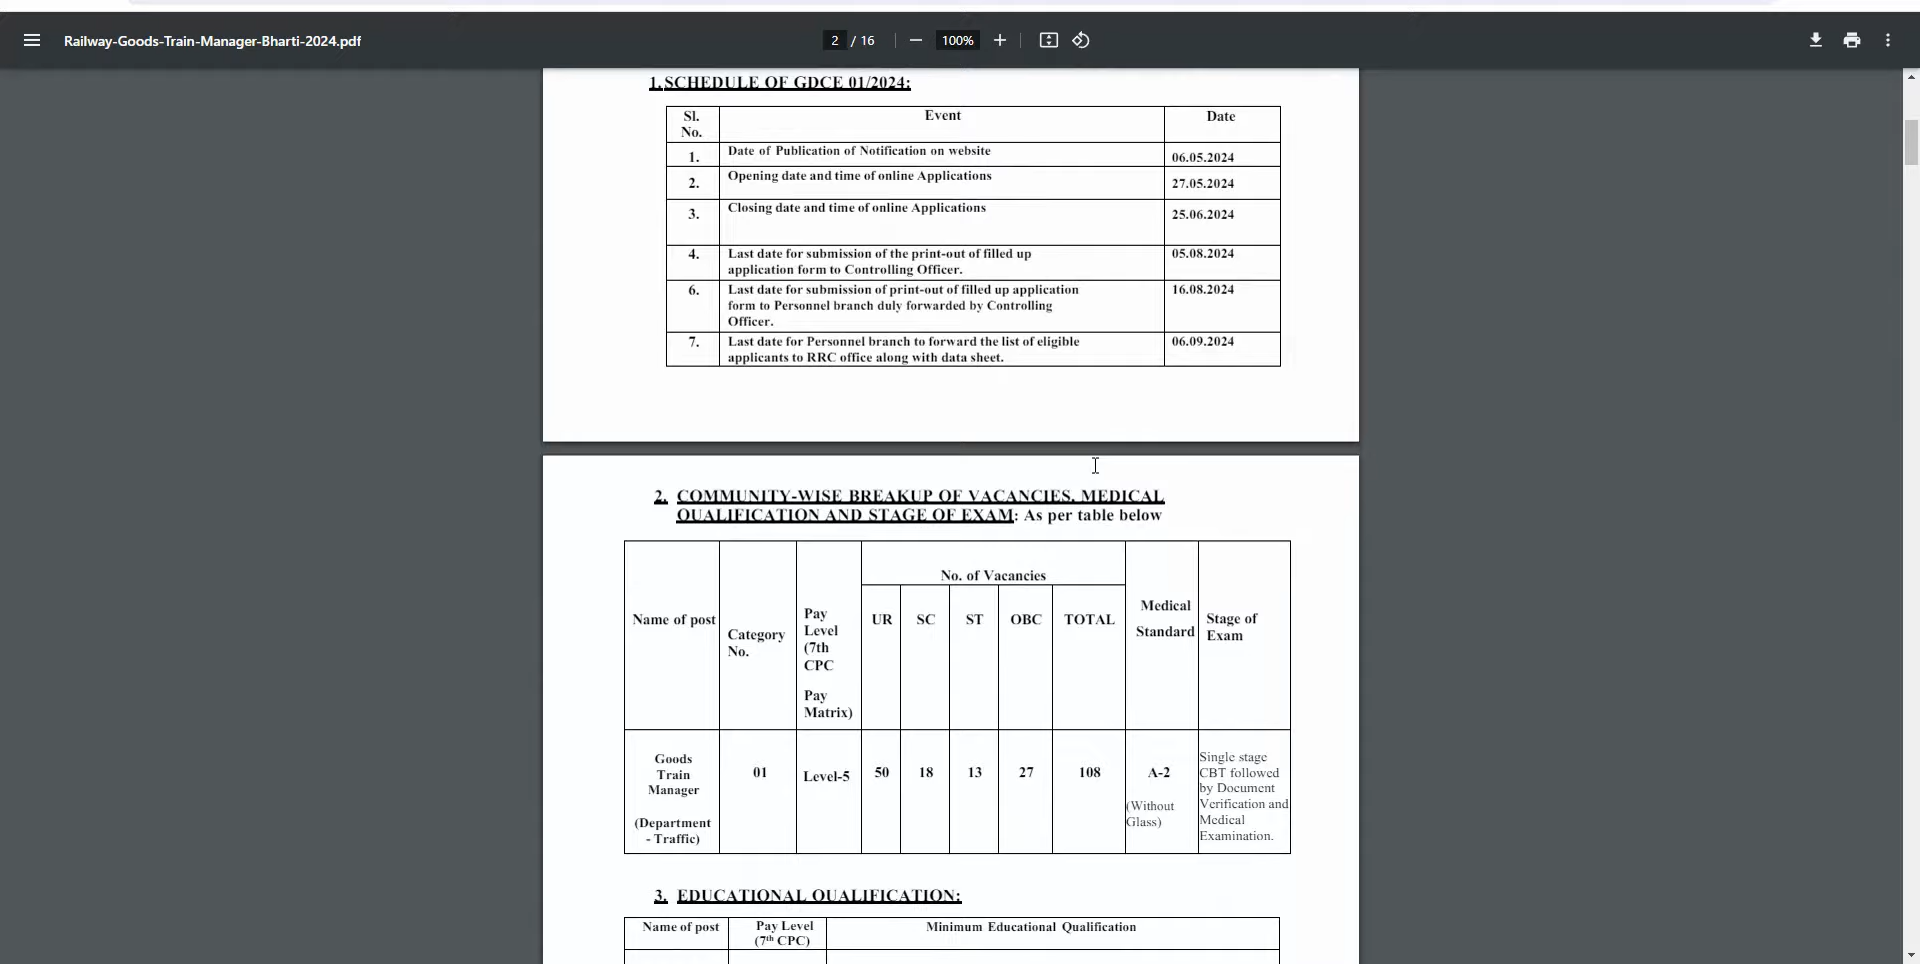 Railway-Goods-Train-Manager-Bharti-2024.pdf
2 / 16
100%
1. SCHEDULE OF GDCE 01/2024:
Sl. No.
Event
Date
1.
Date of Publication of Notification on website
06.05.2024
2.
Opening date and time of online Applications
27.05.2024
3.
Closing date and time of online Applications
25.06.2024
4.
Last date for submission of the print-out of filled up
application form to Controlling Officer.
05.08.2024
6.
Last date for submission of print-out of filled up application
form to Personnel branch duly forwarded by Controlling
Officer.
16.08.2024
7.
Last date for Personnel branch to forward the list of eligible
applicants to RRC office along with data sheet.
06.09.2024
2. COMMUNITY-WISE BREAKUP OF VACANCIES, MEDICAL
QUALIFICATION AND STAGE OF EXAM: As per table below
Name of post
Category
No.
Pay
Level
(7th
CPC
Pay
Matrix)
No. of Vacancies
UR
SC
ST
OBC
TOTAL
Medical
Standard
Stage of
Exam
Goods
Train
Manager
(Department
- Traffic)
01
Level-5
50
18
13
27
108
A-2
(Without
Glass)
Single stage
CBT followed
by Document
Verification and
Medical
Examination.
3. EDUCATIONAL QUALIFICATION:
Name of post
Pay Level
(7th CPC)
Minimum Educational Qualification